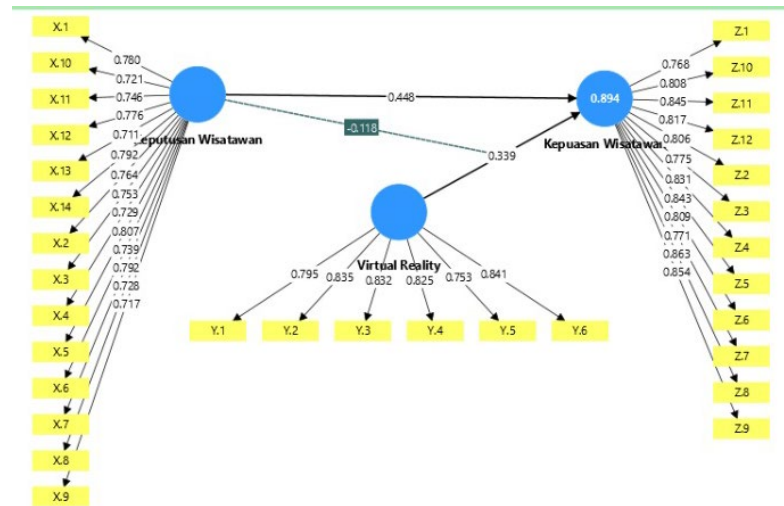 X.1
X.10
X.11
X.12
X.13
X.14
X.2
X.3
X.4
X.5
X.6
X.7
X.8
X.9
0.780
0.721
0.746
0.776
0.711
0.792
0.764
0.753
0.729
0.807
0.739
0.792
0.728
0.717
Keputusan Wisatawan
0.448
-0.118
0.339
0.894
Kepuasan Wisatawan
Virtual Reality
0.795
0.835
0.832
0.825
0.753
0.841
Y.1
Y.2
Y.3
Y.4
Y.5
Y.6
0.768
0.808
0.845
0.817
0.806
0.775
0.831
0.843
0.809
0.771
0.863
0.854
Z.1
Z.10
Z.11
Z.12
Z.2
Z.3
Z.4
Z.5
Z.6
Z.7
Z.8
Z.9